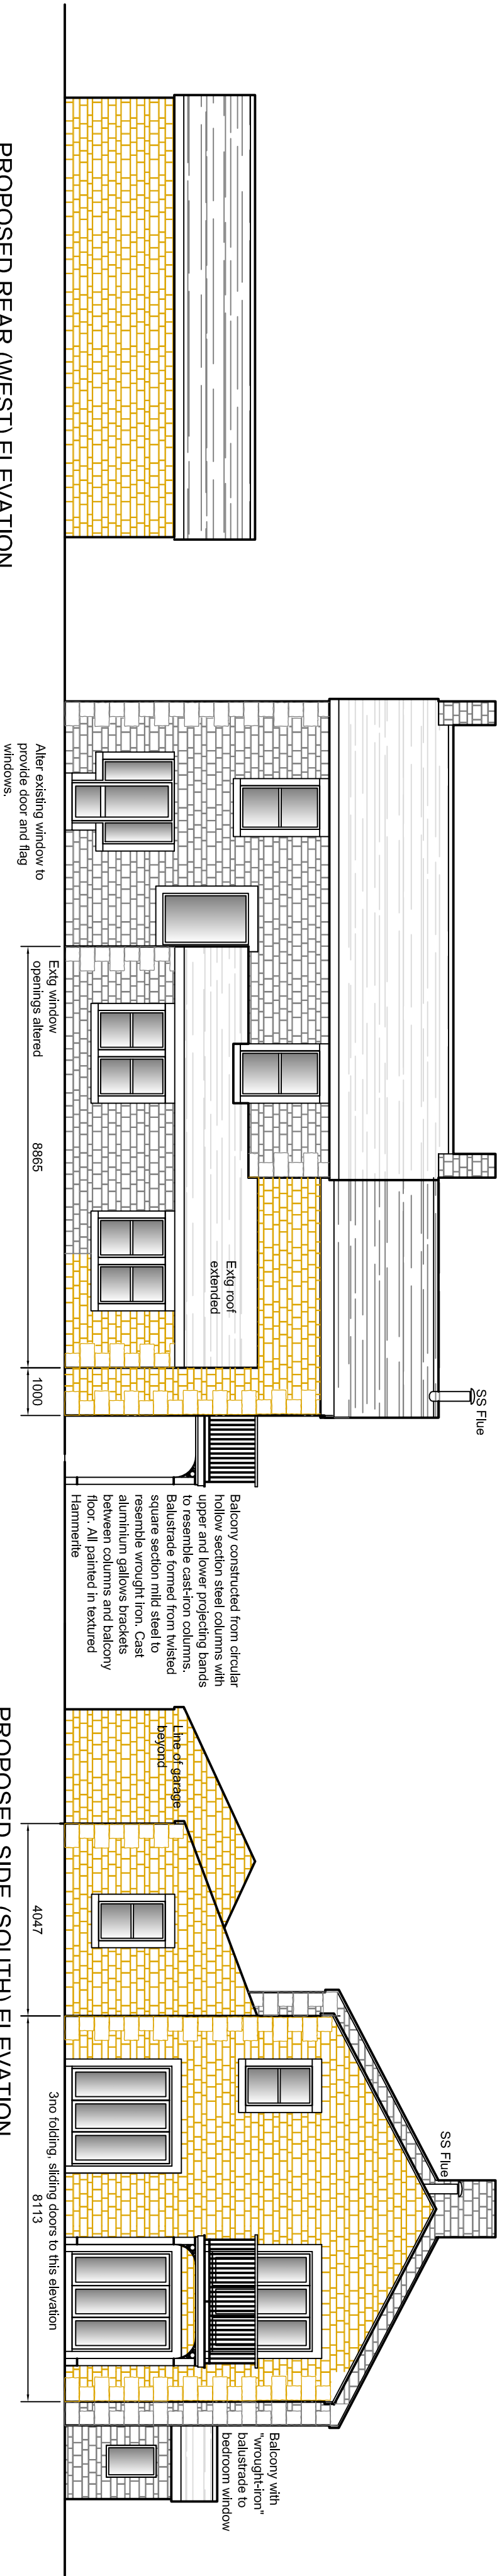 SS Flue
Extg roof
extended
Balcony constructed from circular
hollow section steel columns with
upper and lower projecting bands
to resemble cast-iron columns.
Balustrade formed from twisted
square section mild steel to
resemble wrought iron. Cast
aluminium gallows brackets
between columns and balcony
floor. All painted in textured
Hammerite
Extg window
openings altered
8865
1000
Alter existing window to
provide door and flag
windows.
PROPOSED REAR (WEST) ELEVATION
SS Flue
Balcony with
"wrought-iron"
balustrade to
bedroom window
Line of garage
beyond
3no folding, sliding doors to this elevation
4047
8113
PROPOSED SIDE (SOUTH) ELEVATION